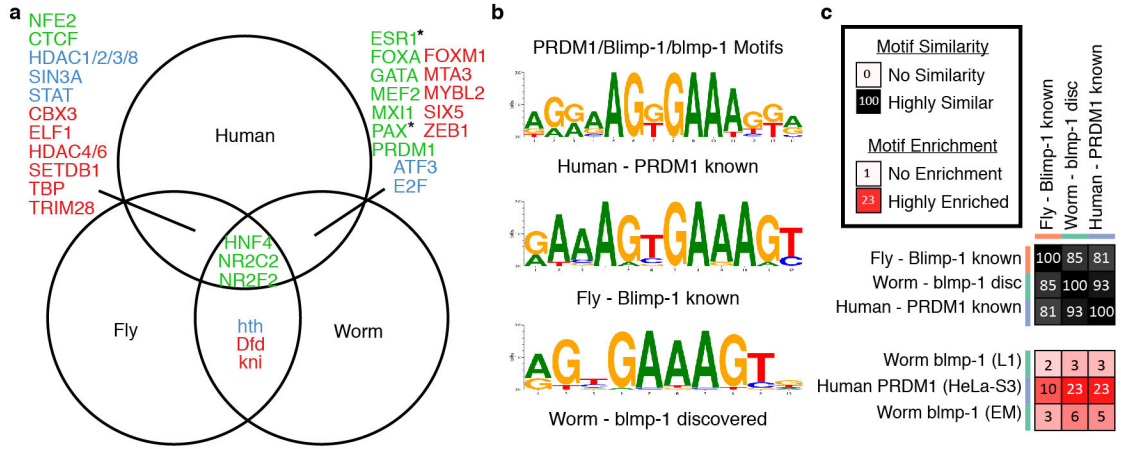 a
NFE2
CTCF
HDAC1/2/3/8
SIN3A
STAT
CBX3
ELF1
HDAC4/6
SETDB1
TBP
TRIM28
ESR1*
FOXA FOXM1
GATA MTA3
MEF2 MYBL2
MXI1 SIX5
PAX* ZEB1
PRDM1
ATF3
E2F
Human
HNF4
NR2C2
NR2F2
Fly
Worm
hth
Dfd
kni
b
PRDM1/Blimp-1/blmp-1 Motifs
Human - PRDM1 known
Fly - Blimp-1 known
Worm - blmp-1 discovered
c
Motif Similarity
0 No Similarity
100 Highly Similar
Motif Enrichment
1 No Enrichment
23 Highly Enriched
Fly - Blimp-1 known
Worm - blmp-1 disc
Human - PRDM1 known
Fly - Blimp-1 known 100 85 81
Worm - blmp-1 disc 85 100 93
Human - PRDM1 known 81 93 100
Worm blmp-1 (L1) 2 3 3
Human PRDM1 (HeLa-S3) 10 23 23
Worm blmp-1 (EM) 3 6 5